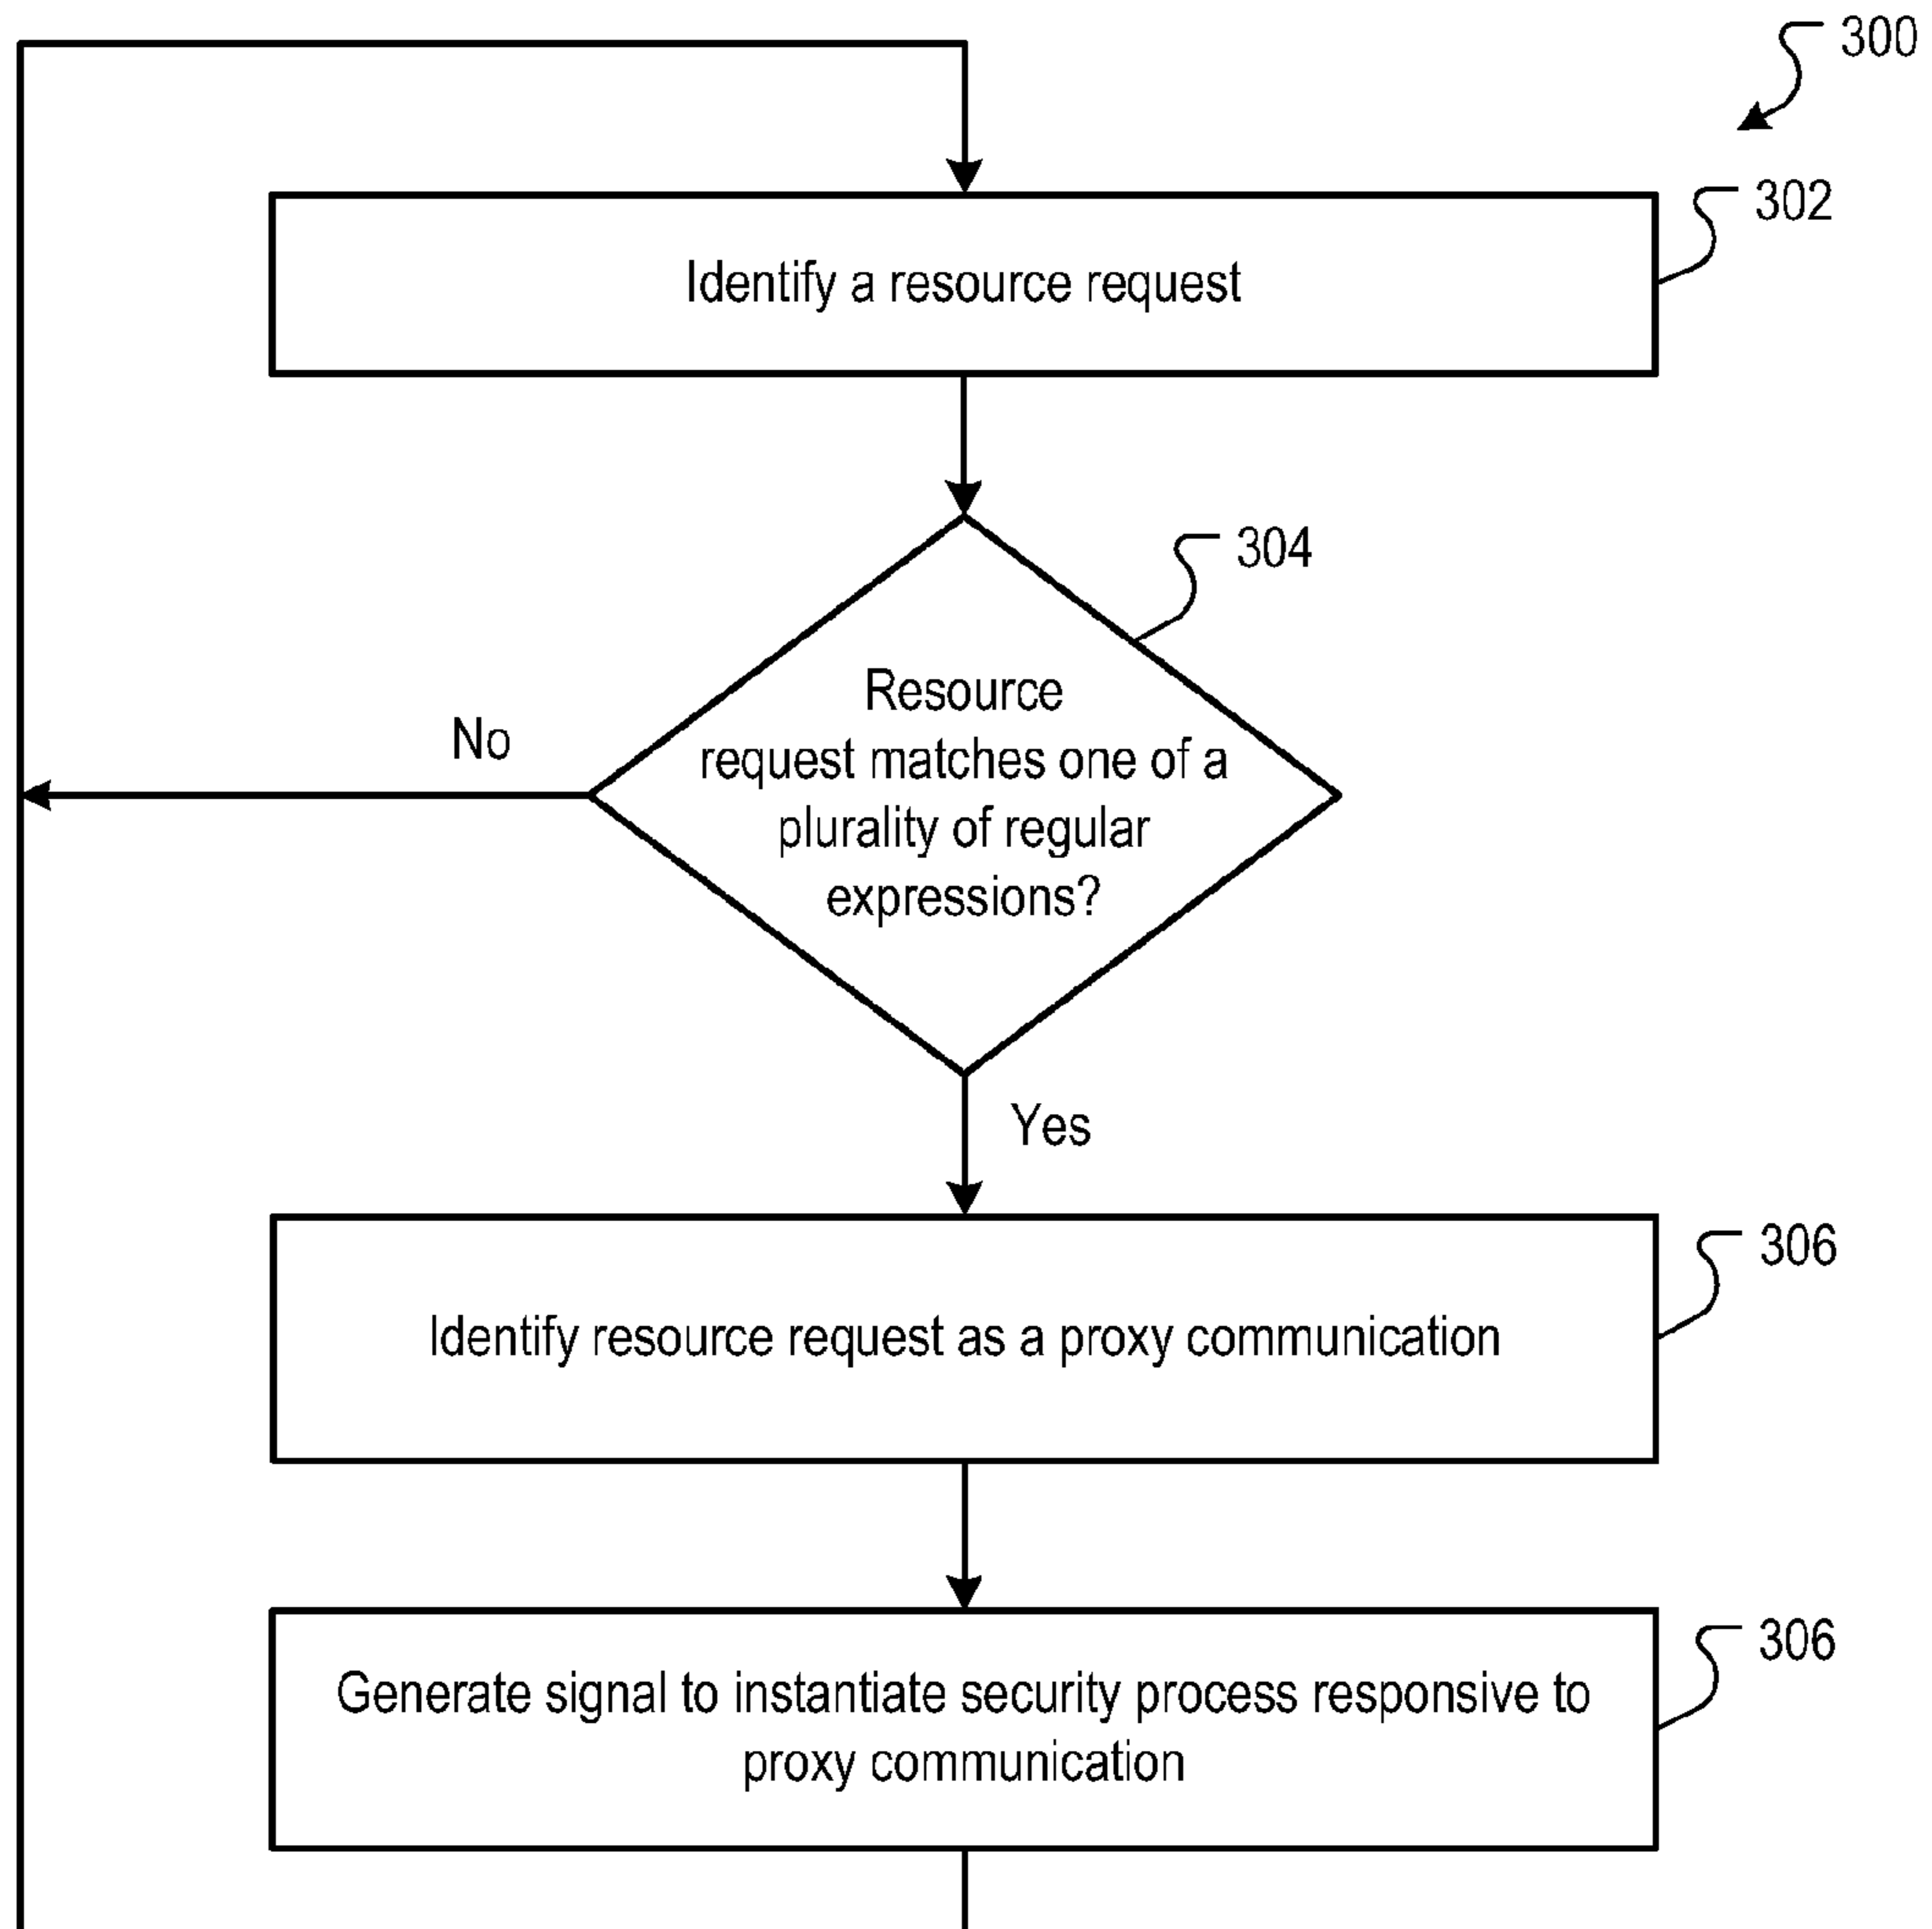 300
302
Identify a resource request
304
Resource
request matches one of a
plurality of regular
expressions?
No
Yes
306
Identify resource request as a proxy communication
306
Generate signal to instantiate security process responsive to
proxy communication